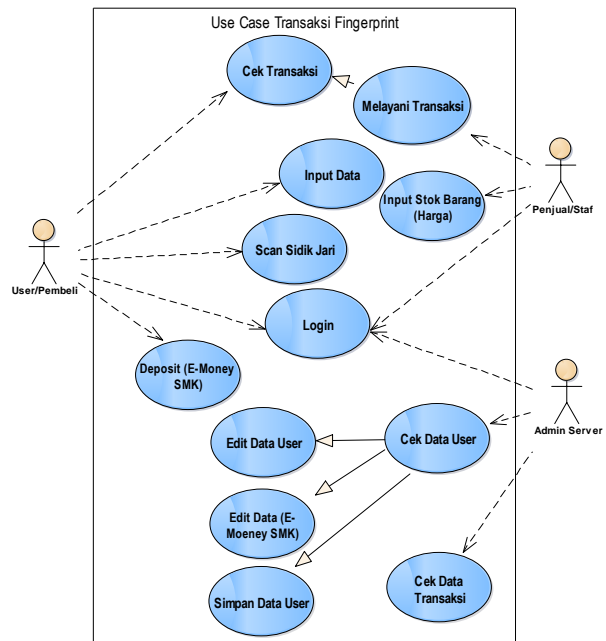 Use Case Transaksi Fingerprint
Cek Transaksi
Melayani Transaksi
Input Data
Input Stok Barang
(Harga)
Penjual/Staf
Scan Sidik Jari
User/Pembeli
Login
Deposit (E-Money
SMK)
Admin Server
Edit Data User
Cek Data User
Edit Data (E-
Moeney SMK)
Simpan Data User
Cek Data
Transaksi